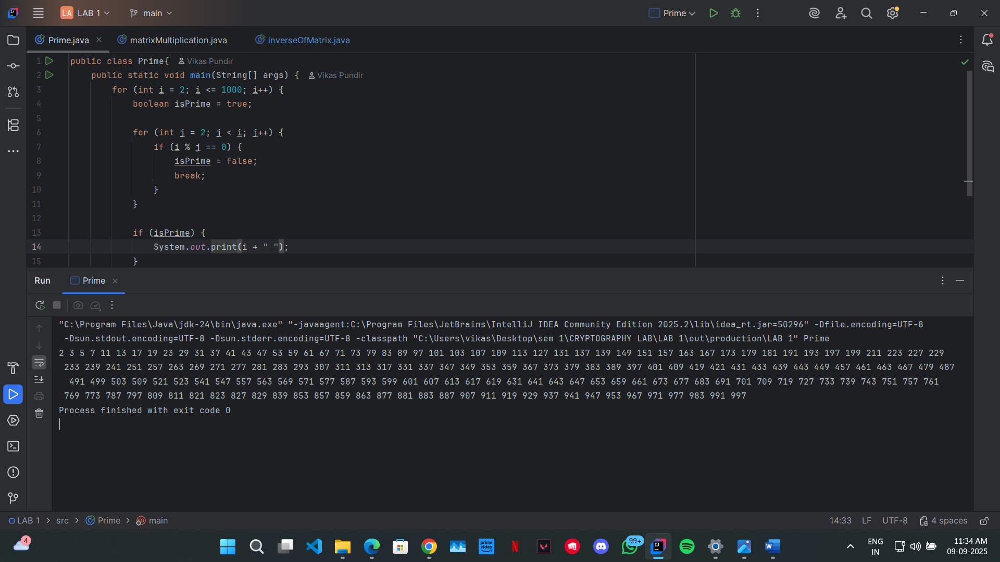 LA LAB 1 main Prime
Prime.java matrixMultiplication.java inverseOfMatrix.java
1 public class Prime{ Vikas Pundir
2 public static void main(String[] args) { Vikas Pundir
3 for (int i = 2; i <= 1000; i++) {
4 boolean isPrime = true;
5
6 for (int j = 2; j < i; j++) {
7 if (i % j == 0) {
8 isPrime = false;
9 break;
10 }
11 }
12
13 if (isPrime) {
14 System.out.print(i + " ");
15 }
Run Prime
"C:\Program Files\Java\jdk-24\bin\java.exe" "-javaagent:C:\Program Files\JetBrains\IntelliJ IDEA Community Edition 2025.2\lib\idea_rt.jar=50296" -Dfile.encoding=UTF-8
-Dsun.stdout.encoding=UTF-8 -Dsun.stderr.encoding=UTF-8 -classpath "C:\Users\vikas\Desktop\sem 1\CRYPTOGRAPHY LAB\LAB 1\out\production\LAB 1" Prime
2 3 5 7 11 13 17 19 23 29 31 37 41 43 47 53 59 61 67 71 73 79 83 89 97 101 103 107 109 113 127 131 137 139 149 151 157 163 167 173 179 181 191 193 197 199 211 223 227 229
233 239 241 251 257 263 269 271 277 281 283 293 307 311 313 317 331 337 347 349 353 359 367 373 379 383 389 397 401 409 419 421 431 433 439 443 449 457 461 463 467 479 487
491 499 503 509 521 523 541 547 557 563 569 571 577 587 593 599 601 607 613 617 619 631 641 643 647 653 659 661 673 677 683 691 701 709 719 727 733 739 743 751 757 761
769 773 787 797 809 811 821 823 827 829 839 853 857 859 863 877 881 883 887 907 911 919 929 937 941 947 953 967 971 977 983 991 997
Process finished with exit code 0
LAB 1 > src > Prime > main 14:33 LF UTF-8 4 spaces
4 prime video 99+ ENG IN 11:34 AM
09-09-2025